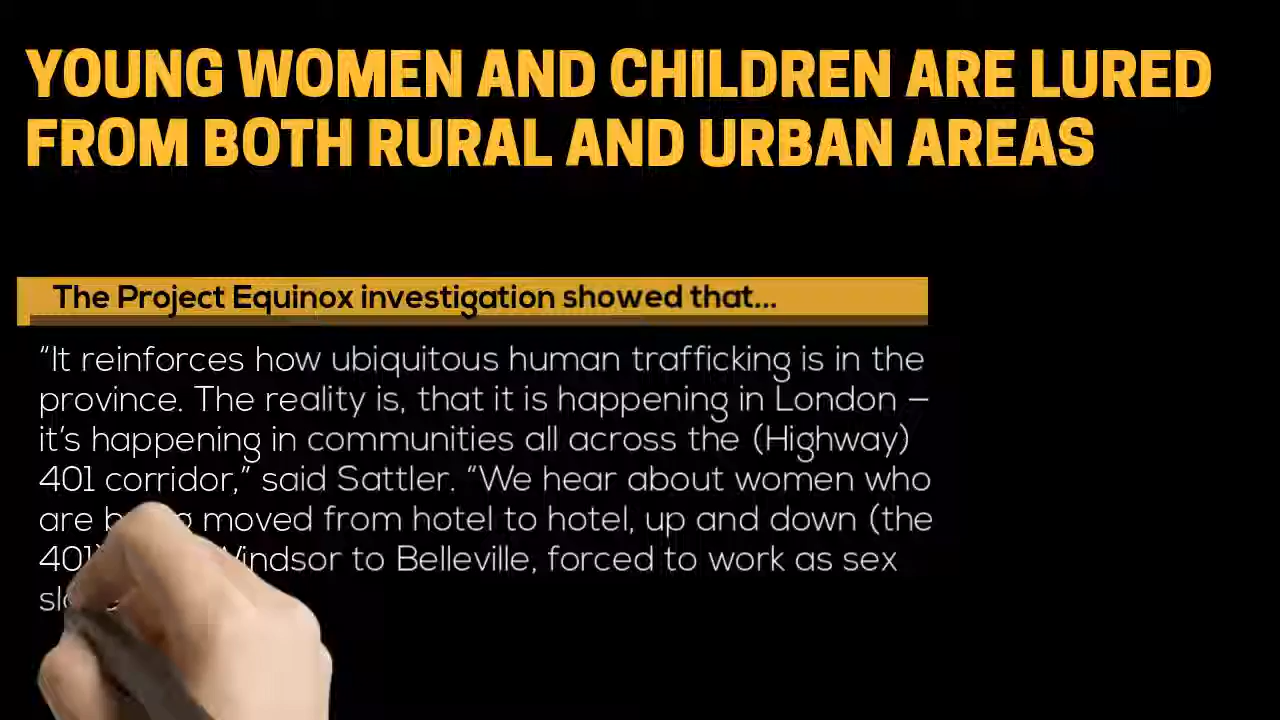 YOUNG WOMEN AND CHILDREN ARE LURED
FROM BOTH RURAL AND URBAN AREAS
The Project Equinox investigation showed that...
“It reinforces how ubiquitous human trafficking is in the
province. The reality is, that it is happening in London –
it’s happening in communities all across the (Highway)
401 corridor,” said Sattler. “We hear about women who
are moved from hotel to hotel, up and down (the
Windsor to Belleville, forced to work as sex